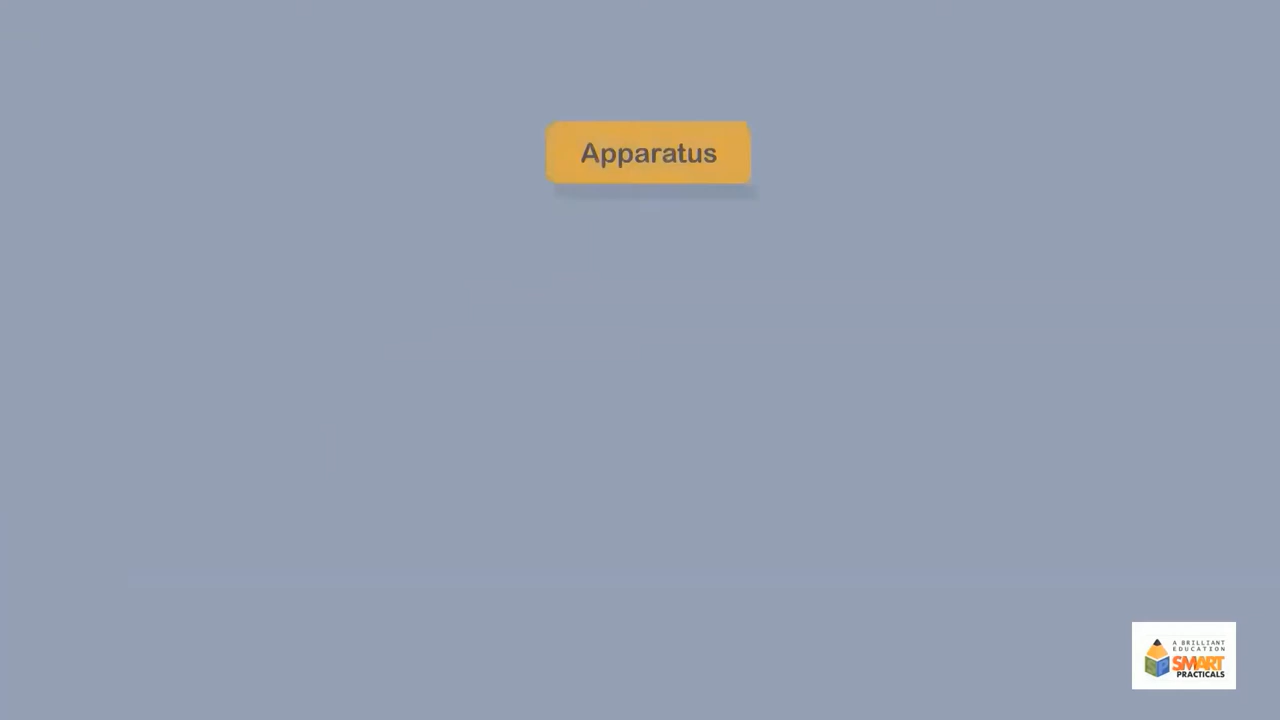 Apparatus
A BRILLIANT
EDUCATION
SMART
PRACTICALS